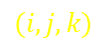 (i, j, k)